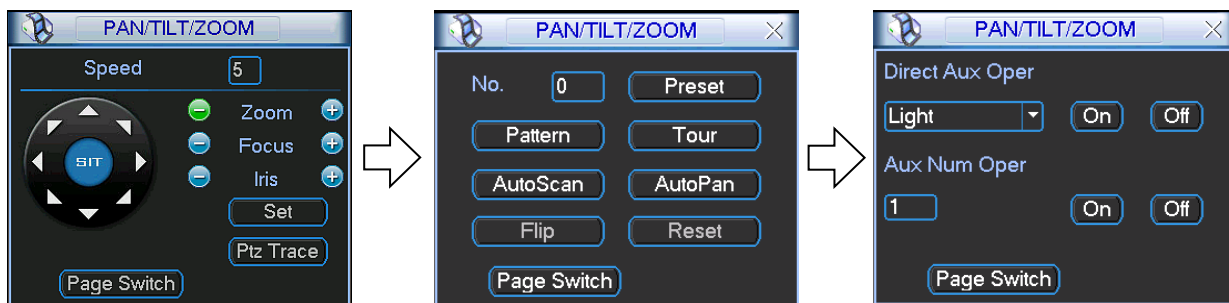 PAN/TILT/ZOOM
Speed 5
Zoom
Focus
SIT
Iris
Set
Ptz Trace
Page Switch
PAN/TILT/ZOOM
No. 0 Preset
Pattern Tour
AutoScan AutoPan
Flip Reset
Page Switch
PAN/TILT/ZOOM
Direct Aux Oper
Light On Off
Aux Num Oper
1 On Off
Page Switch